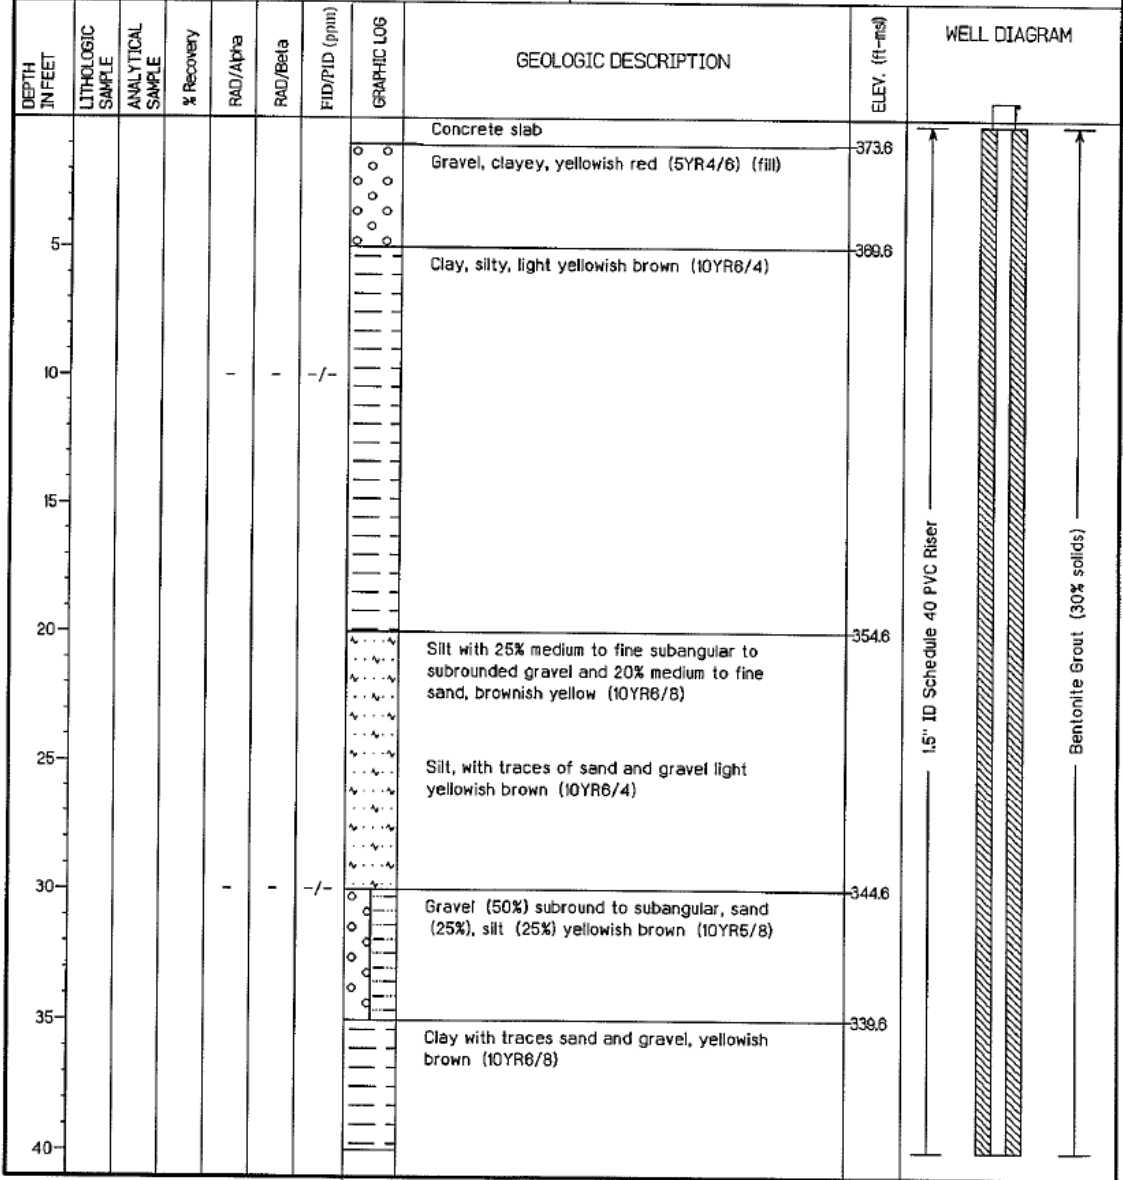 DEPTH
IN FEET
LITHOLOGIC
SAMPLE
ANALYTICAL
SAMPLE
% Recovery
RAD/Alpha
RAD/Beta
FID/PID (ppm)
GRAPHIC LOG
GEOLOGIC DESCRIPTION
ELEV. (ft-msl)
WELL DIAGRAM
Concrete slab
373.6
Gravel, clayey, yellowish red (5YR4/6) (fill)
5
369.6
Clay, silty, light yellowish brown (10YR6/4)
10
- - -/-
15
20
354.6
Silt with 25% medium to fine subangular to
subrounded gravel and 20% medium to fine
sand, brownish yellow (10YR6/8)
25
Silt, with traces of sand and gravel light
yellowish brown (10YR6/4)
30
- - -/-
344.6
Gravel (50%) subround to subangular, sand
(25%), silt (25%) yellowish brown (10YR5/8)
35
339.6
Clay with traces sand and gravel, yellowish
brown (10YR6/8)
40
1.5" ID Schedule 40 PVC Riser
Bentonite Grout (30% solids)